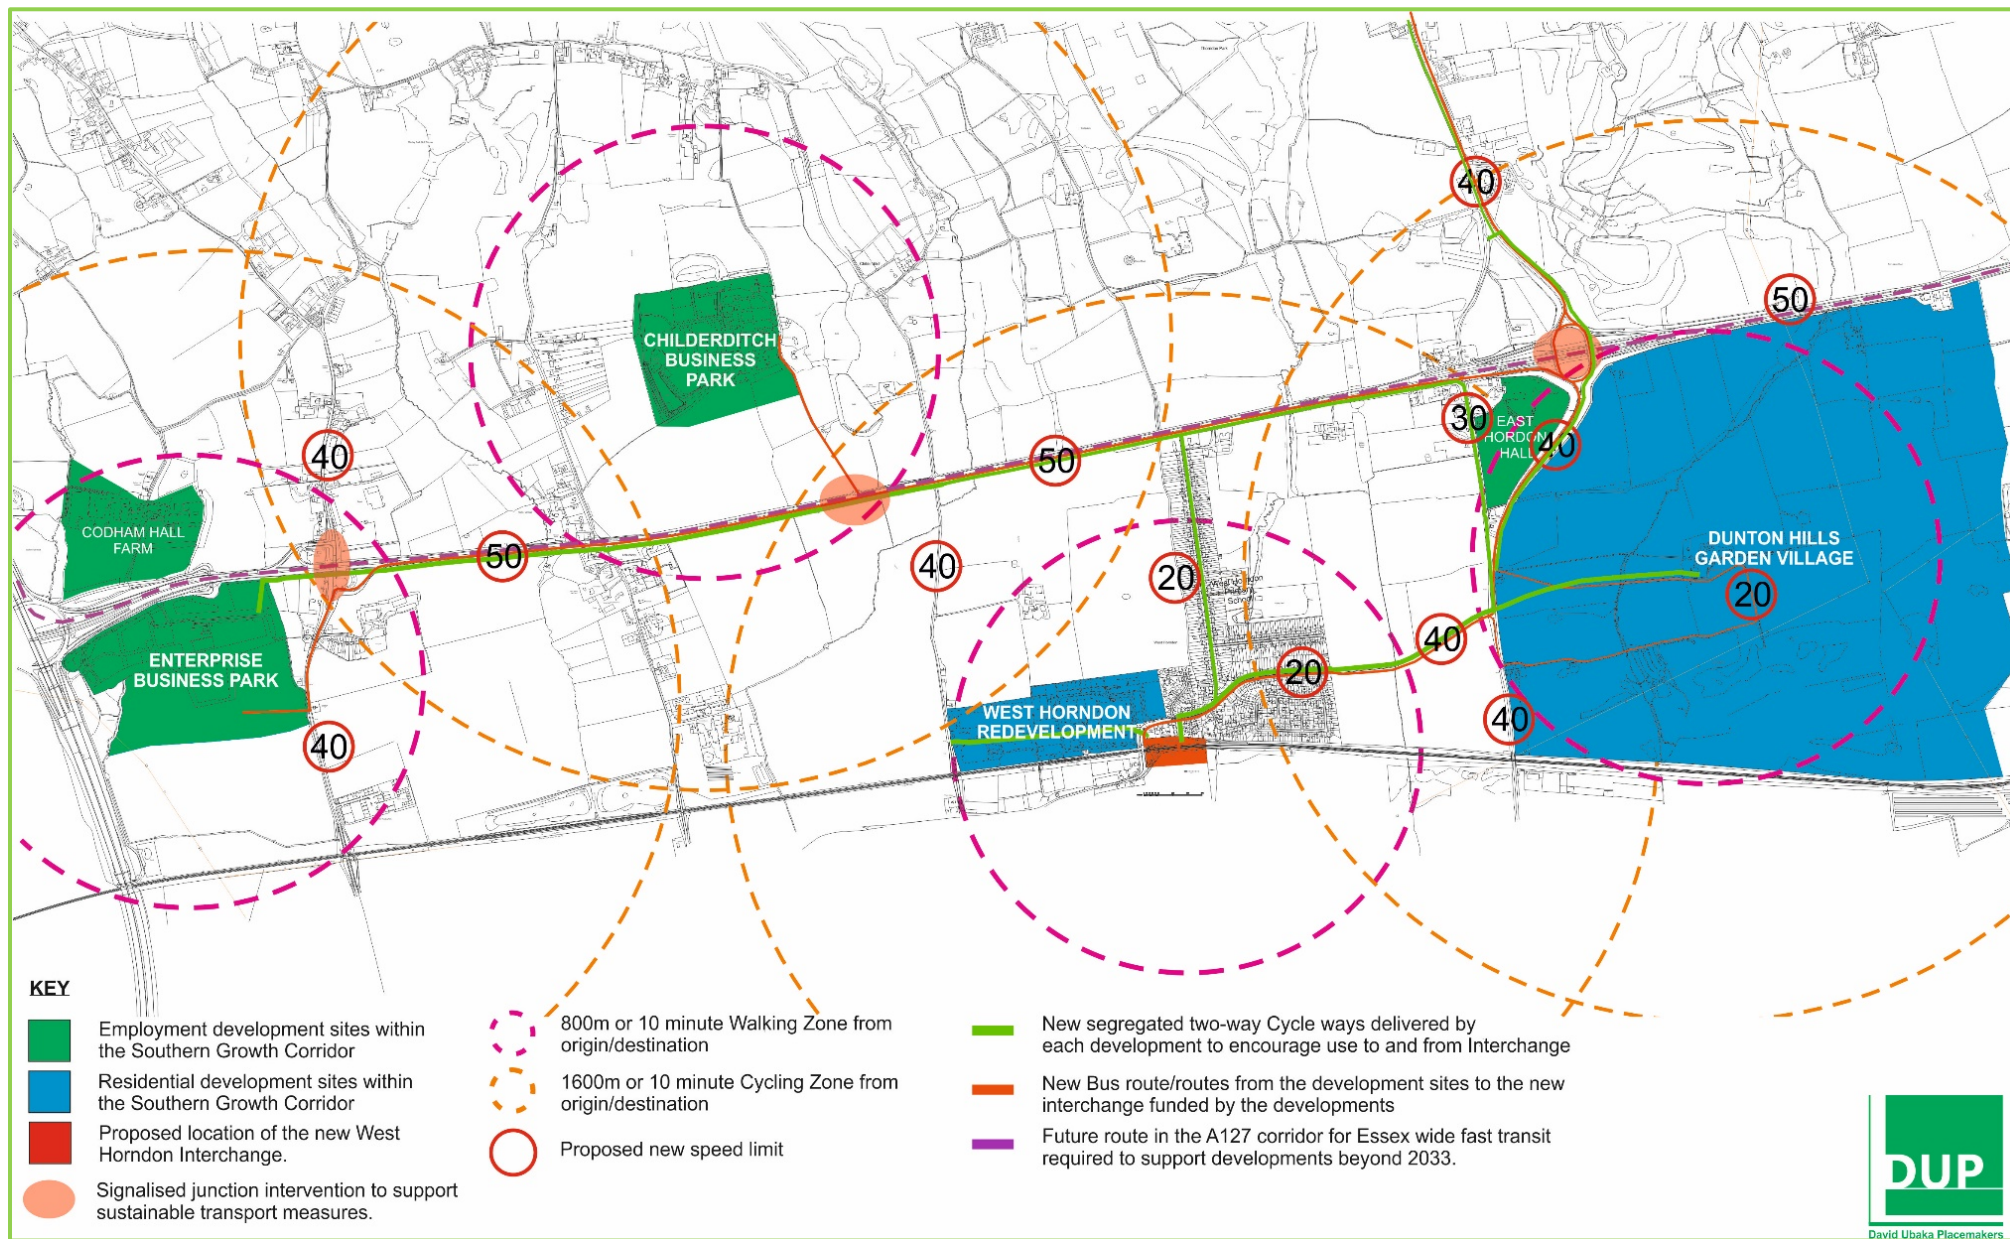 40
50
CHILDERDITCH
BUSINESS
PARK
30
EAST
HORDON
HALL
40
40
50
CODHAM HALL
FARM
50
40
20
West Horndon
Primary
School
DUNTON HILLS
GARDEN VILLAGE
20
40
20
ENTERPRISE
BUSINESS PARK
WEST HORNDON
REDEVELOPMENT
40
40
KEY
Employment development sites within
the Southern Growth Corridor
Residential development sites within
the Southern Growth Corridor
Proposed location of the new West
Horndon Interchange.
Signalised junction intervention to support
sustainable transport measures.
800m or 10 minute Walking Zone from
origin/destination
1600m or 10 minute Cycling Zone from
origin/destination
Proposed new speed limit
New segregated two-way Cycle ways delivered by
each development to encourage use to and from Interchange
New Bus route/routes from the development sites to the new
interchange funded by the developments
Future route in the A127 corridor for Essex wide fast transit
required to support developments beyond 2033.
DUP
David Ubaka Placemakers